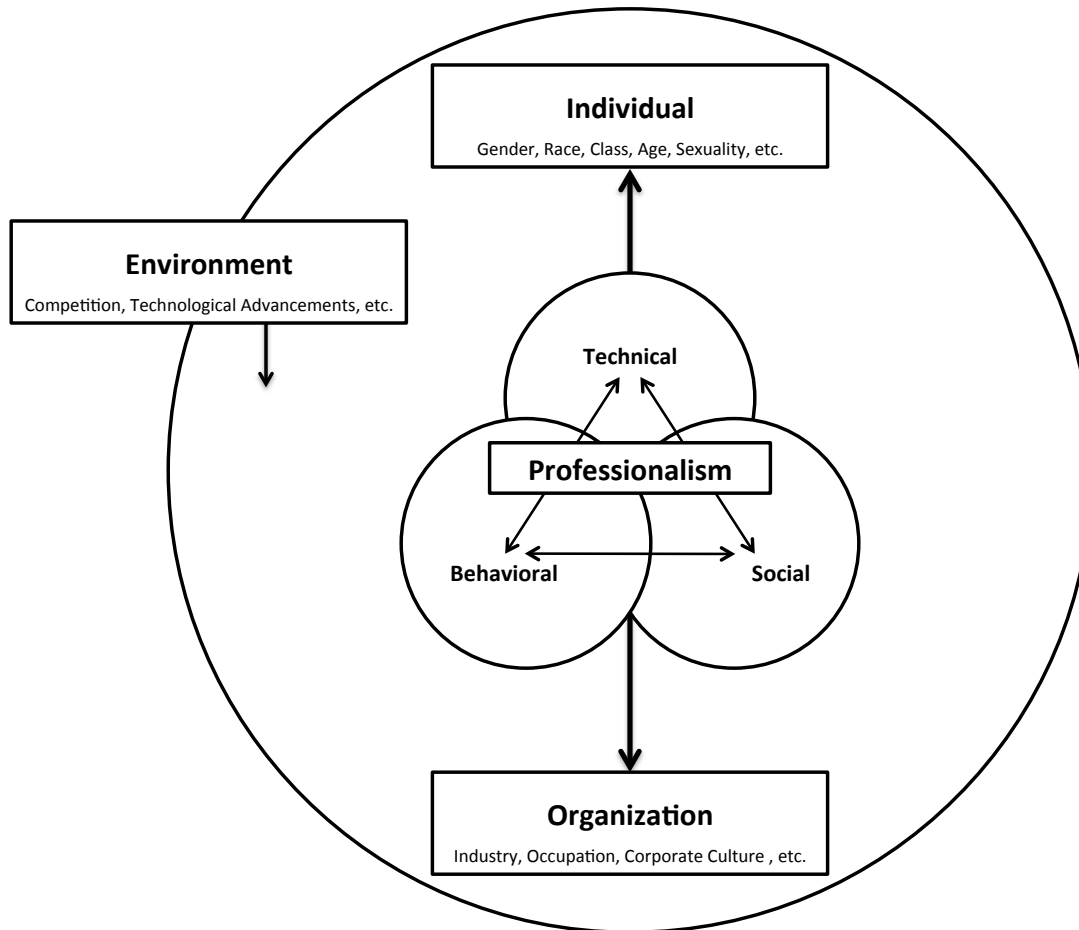 Individual
Gender, Race, Class, Age, Sexuality, etc.
Environment
Competition, Technological Advancements, etc.
Technical
Professionalism
Behavioral
Social
Organization
Industry, Occupation, Corporate Culture , etc.